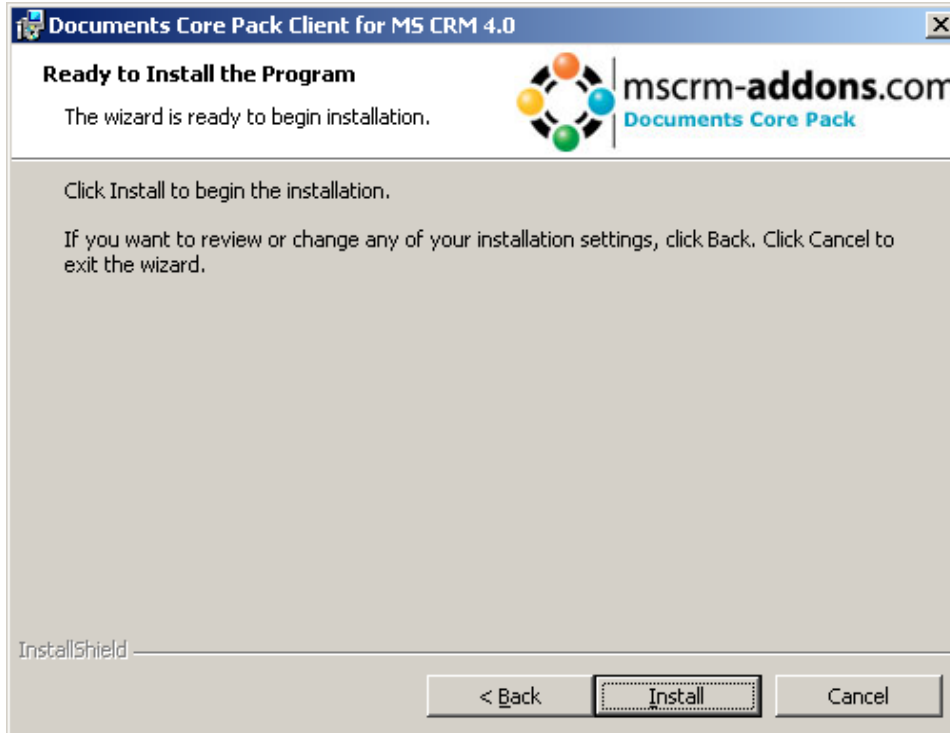 Documents Core Pack Client for MS CRM 4.0
Ready to Install the Program
The wizard is ready to begin installation.
mscrm-addons.com
Documents Core Pack
Click Install to begin the installation.
If you want to review or change any of your installation settings, click Back. Click Cancel to
exit the wizard.
InstallShield
< Back
Install
Cancel